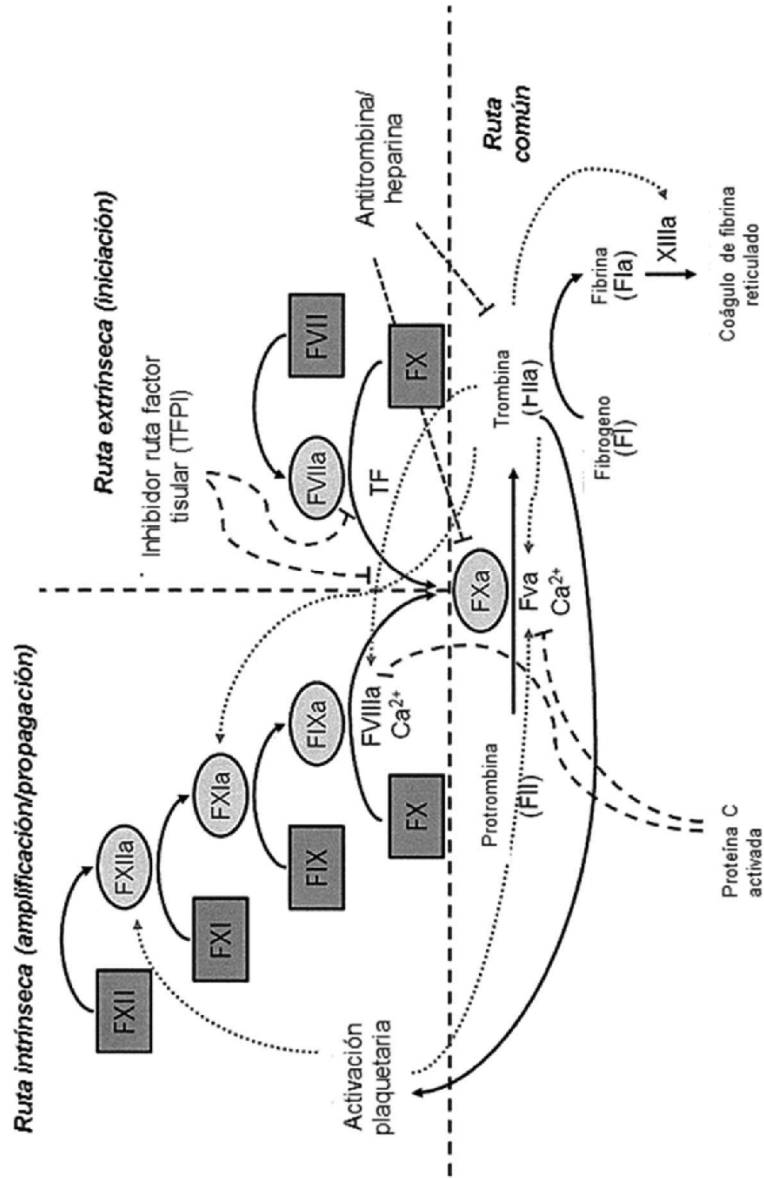 Ruta intrínseca (amplificación/propagación)
Ruta extrínseca (iniciación)
Inhibidor ruta factor
tisular (TFPI)
FXII
FXIIa
FXI
FXIa
FIX
FIXa
FX
FVIIIa
Ca²⁺
FVII
FVIIa
TF
FX
Antitrombina/
heparina
Activación
plaquetaria
FXa
Ruta
común
Protrombina
(FII)
Fva
Ca²⁺
Trombina
(FIIa)
Fibrogeno
(FI)
Fibrina
(FIa)
XIIIa
Coágulo de fibrina
reticulado
Proteína C
activada